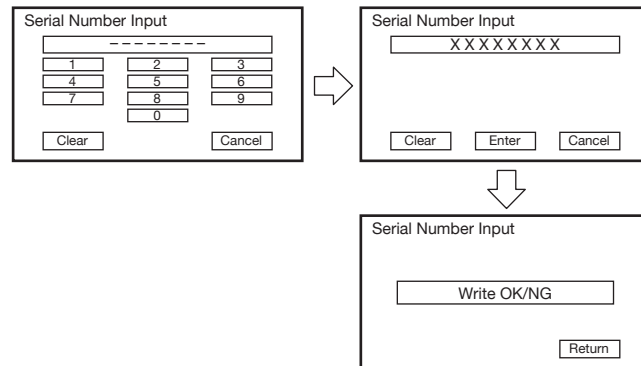 Serial Number Input
– – – – – – – –
1 2 3
4 5 6
7 8 9
0
Clear Cancel
Serial Number Input
X X X X X X X X
Clear Enter Cancel
Serial Number Input
Write OK/NG
Return